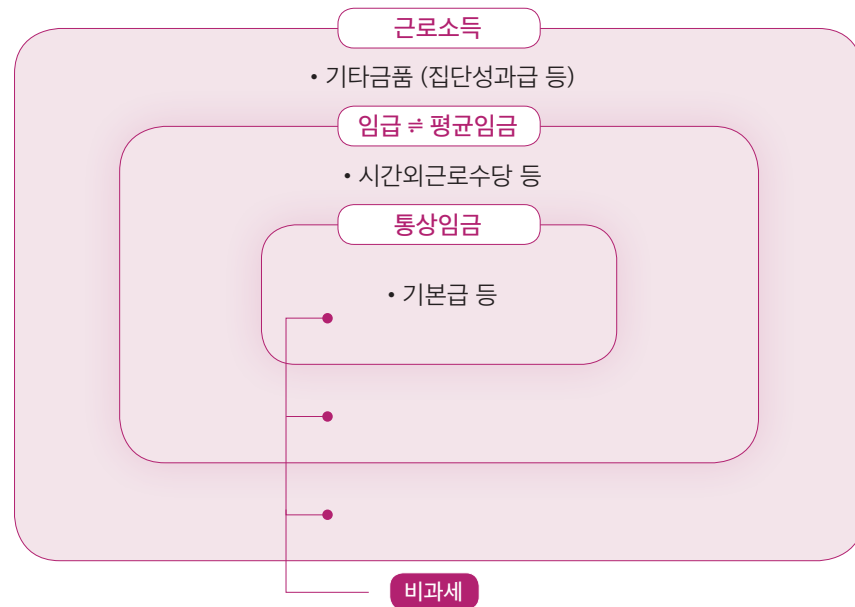 근로소득
• 기타금품 (집단성과급 등)
임급 ≓ 평균임금
• 시간외근로수당 등
통상임금
• 기본급 등
비과세